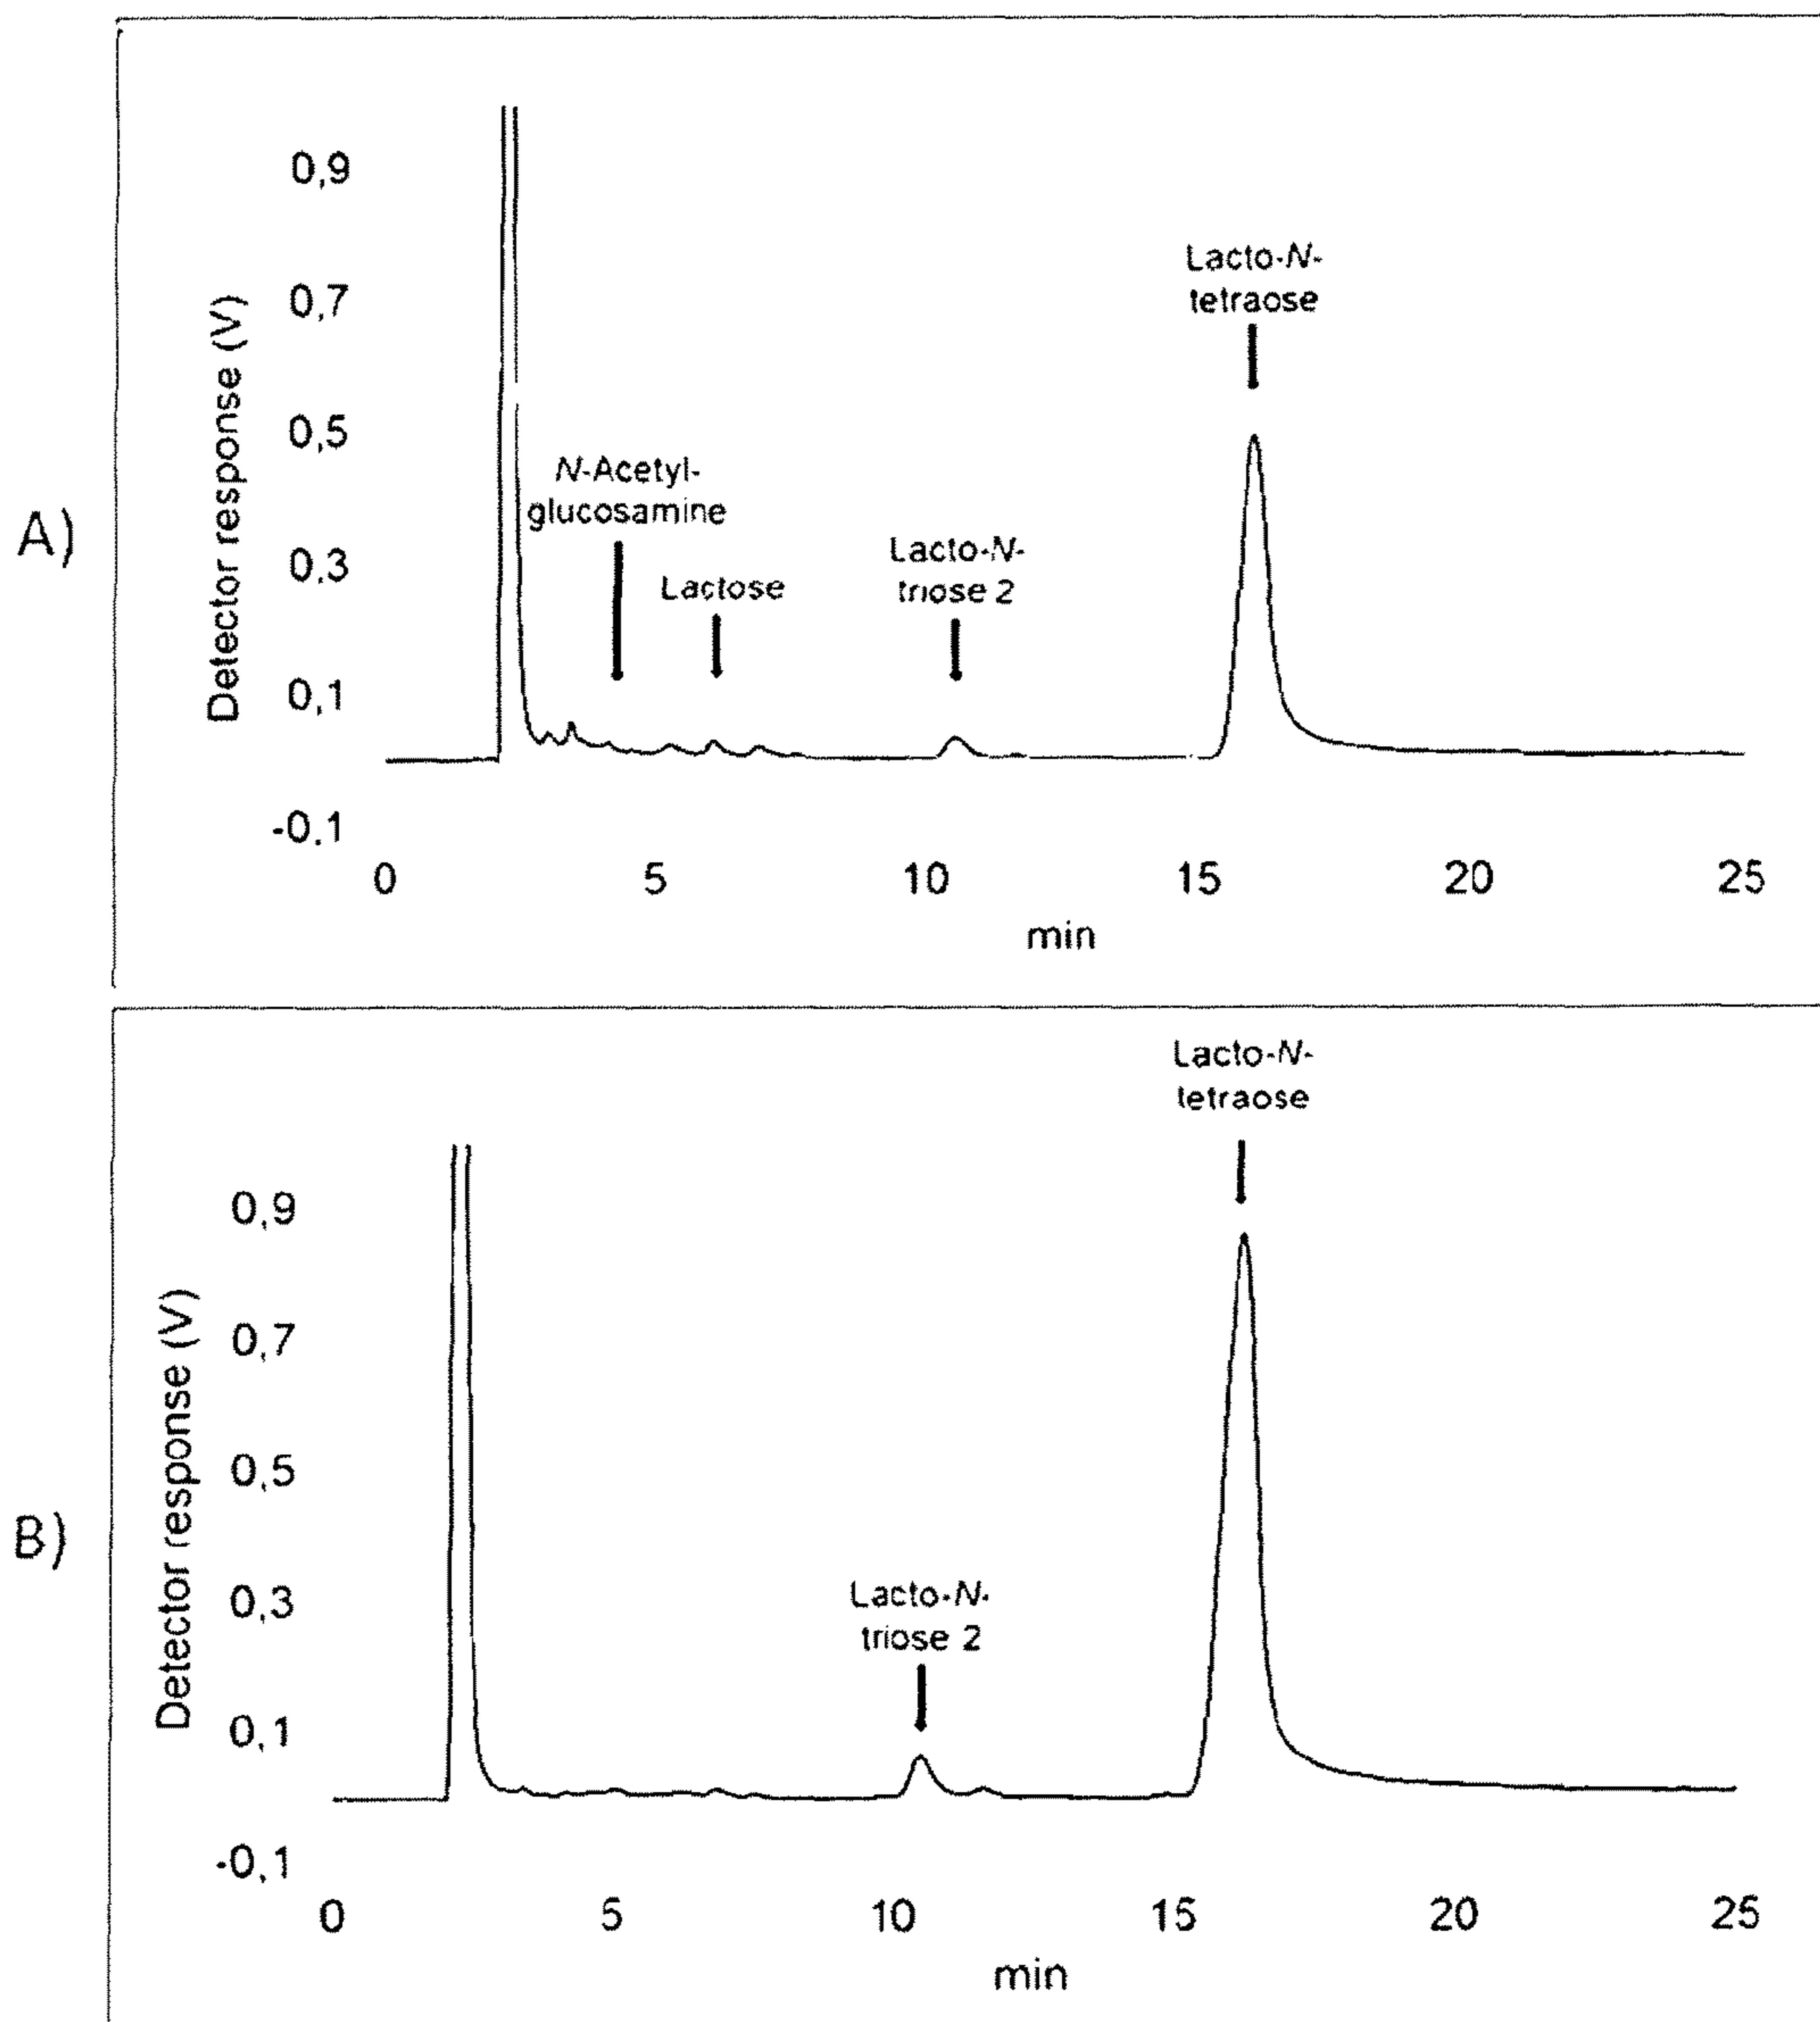 A)
Detector response (V)
0,9
0,7
0,5
0,3
0,1
-0.1
N-Acetyl-
glucosamine
Lactose
Lacto-N-
triose 2
Lacto-N-
tetraose
0 5 10 15 20 25
min
B)
Detector response (V)
0,9
0,7
0,5
0,3
0,1
-0,1
Lacto-N-
triose 2
Lacto-N-
tetraose
0 5 10 15 20 25
min